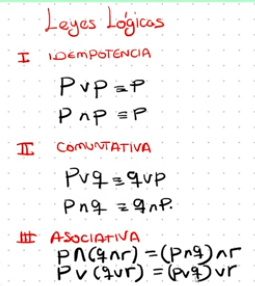 Leyes Lógicas
I IDEMPOTENCIA
P ∨ P ≡ P
P ∧ P ≡ P
II COMUNTATIVA
P ∨ q ≡ q ∨ P
P ∧ q ≡ q ∧ P.
III ASOCIATIVA
P ∧ (q ∧ r) = (P ∧ q) ∧ r
P ∨ (q ∨ r) = (P ∨ q) ∨ r